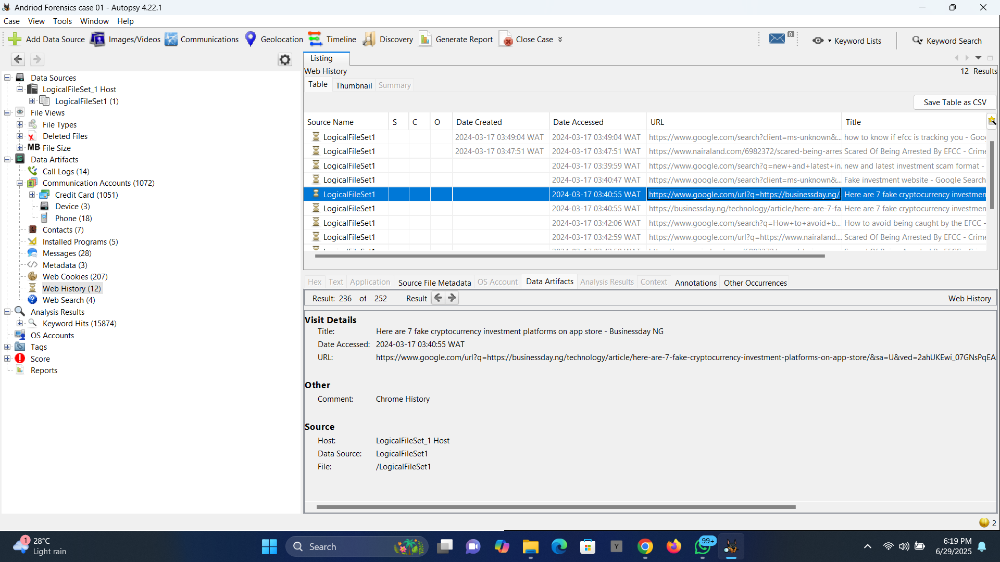 Andriod Forensics case 01 - Autopsy 4.22.1
Case View Tools Window Help
Add Data Source Images/Videos Communications Geolocation Timeline Discovery Generate Report Close Case 8 Keyword Lists Keyword Search
Data Sources
LogicalFileSet_1 Host
LogicalFileSet1 (1)
File Views
File Types
Deleted Files
MB File Size
Data Artifacts
Call Logs (14)
Communication Accounts (1072)
Credit Card (1051)
Device (3)
Phone (18)
Contacts (7)
Installed Programs (5)
Messages (28)
Metadata (3)
Web Cookies (207)
Web History (12)
Web Search (4)
Analysis Results
Keyword Hits (15874)
OS Accounts
Tags
Score
Reports
Listing
Web History 12 Results
Table Thumbnail Summary
Save Table as CSV
Source Name S C O Date Created Date Accessed URL Title
LogicalFileSet1 2024-03-17 03:49:04 WAT 2024-03-17 03:49:04 WAT https://www.google.com/search?client=ms-unknown&... how to know if efcc is tracking you - Goo
LogicalFileSet1 2024-03-17 03:47:51 WAT 2024-03-17 03:47:51 WAT https://www.nairaland.com/6982372/scared-being-arres Scared Of Being Arrested By EFCC - Crime
LogicalFileSet1 2024-03-17 03:39:59 WAT https://www.google.com/search?q=new+and+latest+in. new and latest investment scam format -
LogicalFileSet1 2024-03-17 03:40:47 WAT https://www.google.com/search?client=ms-unknown&... Fake investment website - Google Search
LogicalFileSet1 2024-03-17 03:40:55 WAT https://www.google.com/url?q=https://businessday.ng/ Here are 7 fake cryptocurrency investmen
LogicalFileSet1 2024-03-17 03:40:55 WAT https://businessday.ng/technology/article/here-are-7-fa Here are 7 fake cryptocurrency investmen
LogicalFileSet1 2024-03-17 03:42:06 WAT https://www.google.com/search?q=How+to+avoid+b... How to avoid being caught by the EFCC -
LogicalFileSet1 2024-03-17 03:42:59 WAT https://www.google.com/url?q=https://www.nairaland.... Scared Of Being Arrested By EFCC - Crime
Hex Text Application Source File Metadata OS Account Data Artifacts Analysis Results Context Annotations Other Occurrences
Result: 236 of 252 Result Web History
Visit Details
Title: Here are 7 fake cryptocurrency investment platforms on app store - Businessday NG
Date Accessed: 2024-03-17 03:40:55 WAT
URL: https://www.google.com/url?q=https://businessday.ng/technology/article/here-are-7-fake-cryptocurrency-investment-platforms-on-app-store/&sa=U&ved=2ahUKEwi_07GNsPqEA
Other
Comment: Chrome History
Source
Host: LogicalFileSet_1 Host
Data Source: LogicalFileSet1
File: /LogicalFileSet1
2
1 28°C
Light rain
Search
Y
99+
6:19 PM
6/29/2025